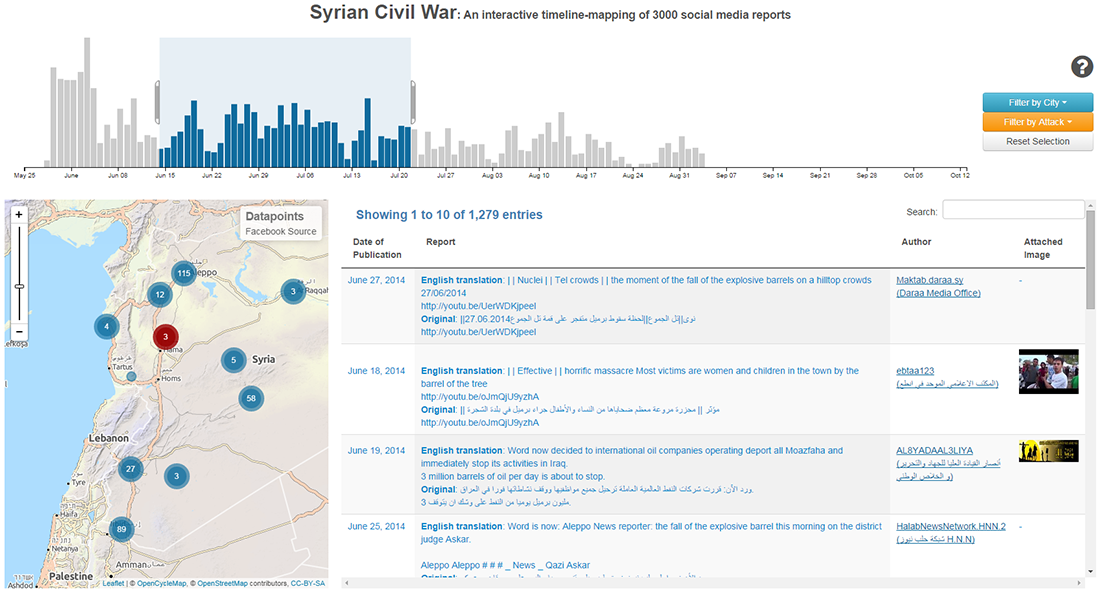 Syrian Civil War: An interactive timeline-mapping of 3000 social media reports
?
Filter by City
Filter by Attack
Reset Selection
May 25 June Jun 08 Jun 15 Jun 22 Jun 29 Jul 06 Jul 13 Jul 20 Jul 27 Aug 03 Aug 10 Aug 17 Aug 24 Aug 31 Sep 07 Sep 14 Sep 21 Sep 28 Oct 05 Oct 12
+
−
Datapoints
Facebook Source
115
eppo
12
3
Raqqah
4
3
Hama
5
Syria
طرطوس
Tartus
حمص
Homs
58
Lebanon
27
3
Tyre
89
Haifa
Netanya
Amman
Palestine
Ashdod
Leaflet | © OpenCycleMap, © OpenStreetMap contributors, CC-BY-SA
Showing 1 to 10 of 1,279 entries
Search:
Date of Publication
Report
Author
Attached Image
June 27, 2014
English translation: | | Nuclei | | Tel crowds | | the moment of the fall of the explosive barrels on a hilltop crowds
27/06/2014
http://youtu.be/UerWDKjpeeI
Original: ||27.06.2014نوى||تل الجموع||لحظة سقوط برميل متفجر على قمة تل الجموع
http://youtu.be/UerWDKjpeeI
Maktab.daraa.sy
(Daraa Media Office)
-
June 18, 2014
English translation: | | Effective | | horrific massacre Most victims are women and children in the town by the
barrel of the tree
http://youtu.be/oJmQjU9yzhA
Original: مؤثر || مجزرة مروعة معظم ضحاياها من النساء والأطفال جراء برميل في بلدة الشجرة ||
http://youtu.be/oJmQjU9yzhA
ebtaa123
(المكتب الاعلامي الموحد في ابطع)
June 19, 2014
English translation: Word now decided to international oil companies operating deport all Moazfaha and
immediately stop its activities in Iraq.
3 million barrels of oil per day is about to stop.
Original: ورد الآن: قررت شركات النفط العالمية العاملة ترحيل جميع موظفيها ووقف نشاطاتها فورا في العراق.
3 مليون برميل يوميا من النفط على وشك ان يتوقف.
AL8YADAAL3LIYA
(أنصار القيادة العليا للجهاد والتحرير
و الخلاص الوطني)
June 25, 2014
English translation: Word is now: Aleppo News reporter: the fall of the explosive barrel this morning on the district
judge Askar.
Aleppo Aleppo # # # _ News _ Qazi Askar
HalabNewsNetwork.HNN.2
(شبكة حلب نيوز H.N.N)
-